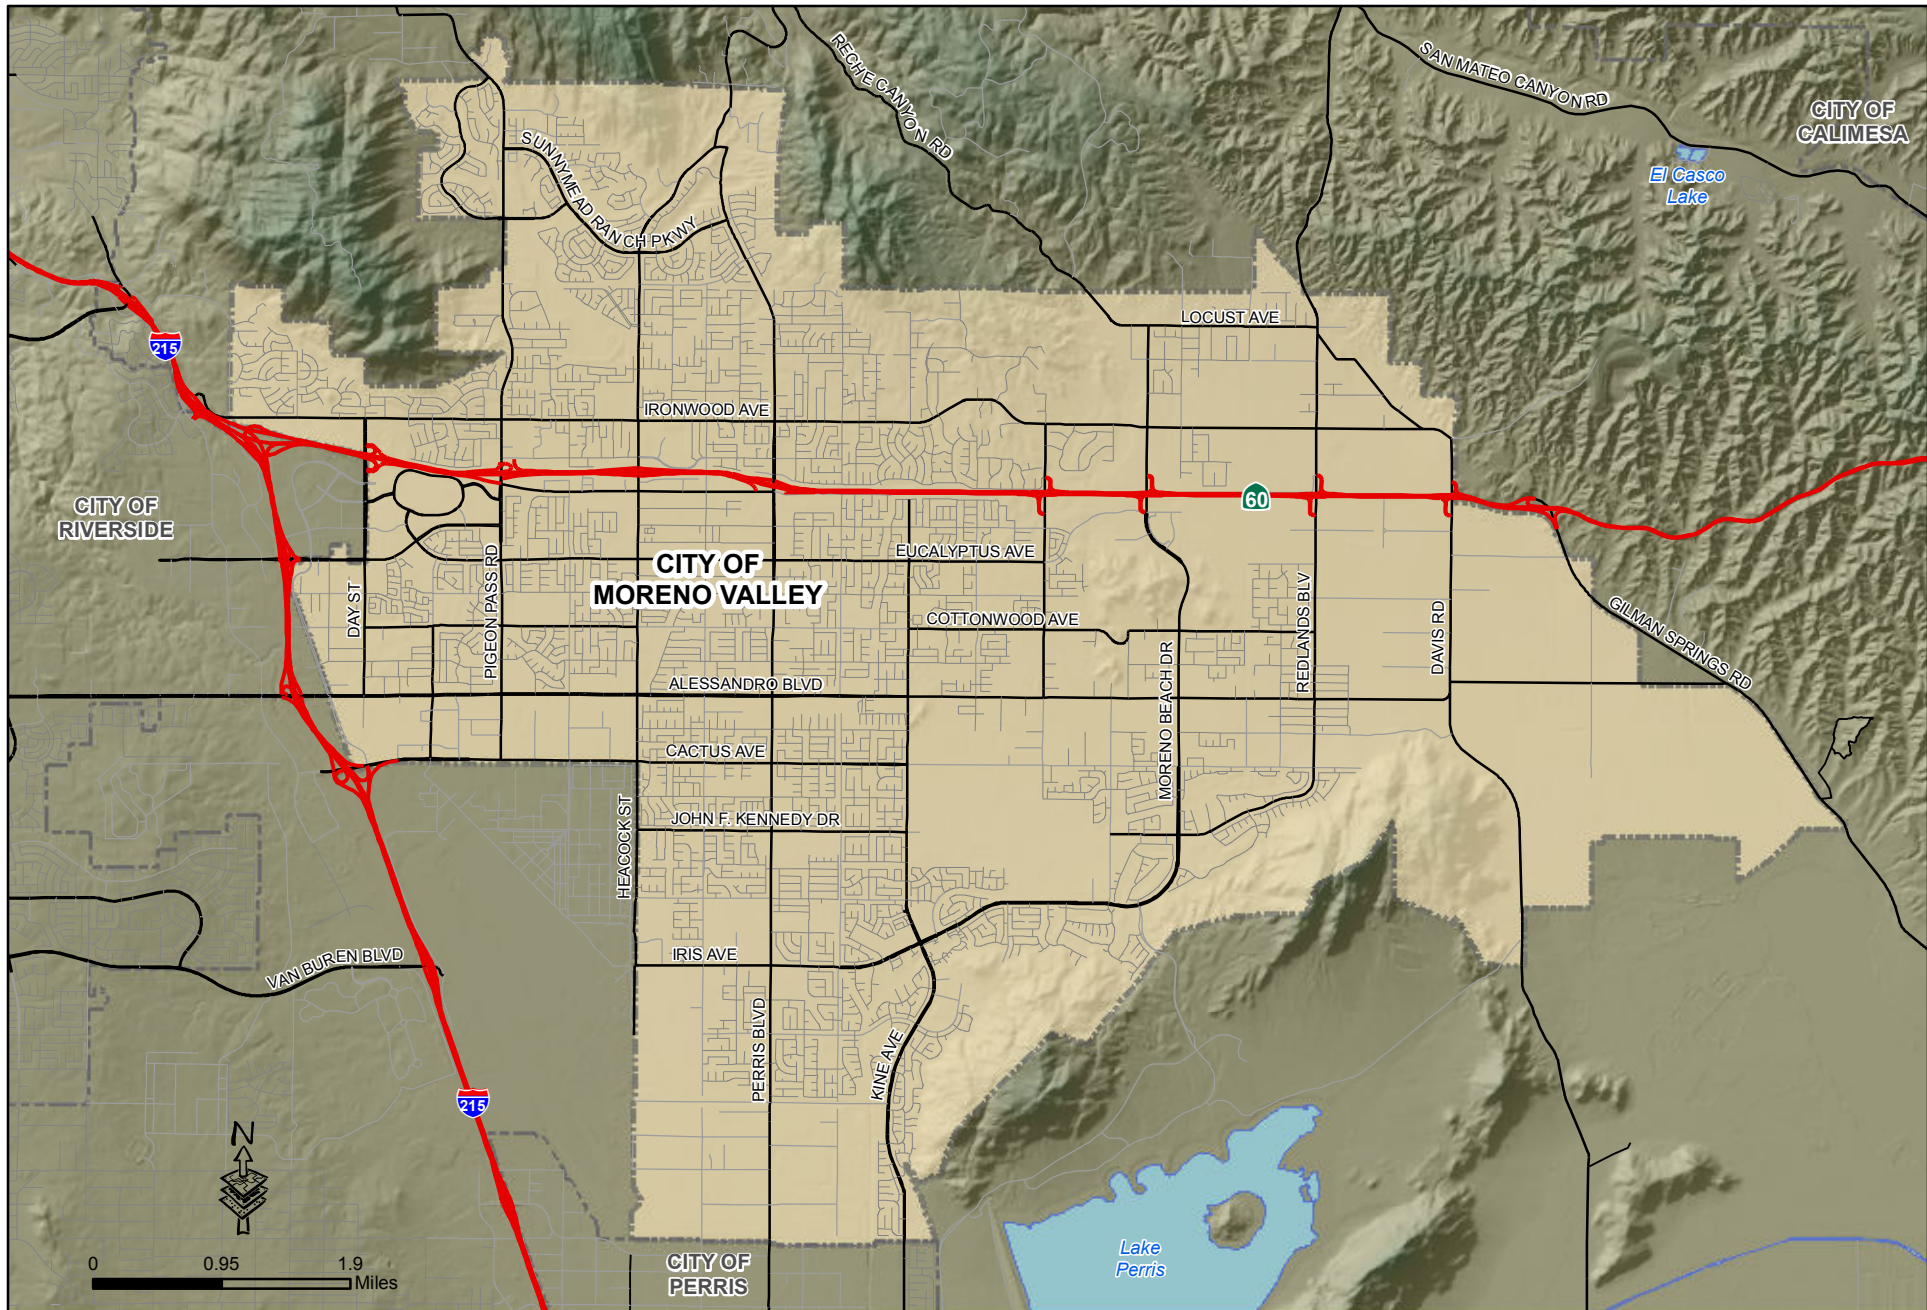 RECHE CANYON RD
SAN MATEO CANYON RD
CITY OF
CALIMESA
SUNNYMEAD RANCH PKWY
El Casco
Lake
LOCUST AVE
215
IRONWOOD AVE
60
CITY OF
RIVERSIDE
EUCALYPTUS AVE
CITY OF
MORENO VALLEY
DAY ST
PIGEON PASS RD
COTTONWOOD AVE
REDLANDS BLV
DAVIS RD
GILMAN SPRINGS RD
MORENO BEACH DR
ALESSANDRO BLVD
CACTUS AVE
HEACOCK ST
JOHN F. KENNEDY DR
IRIS AVE
VAN BUREN BLVD
PERRIS BLVD
KINE AVE
215
N
Lake
Perris
CITY OF
PERRIS
0 0.95 1.9
Miles